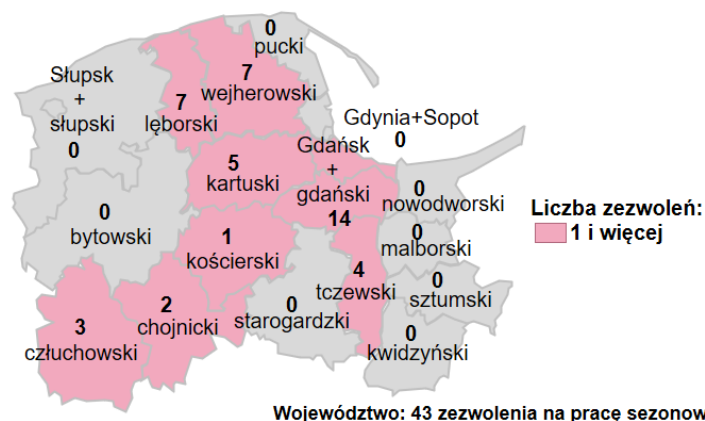 0
pucki
Słupsk
+
słupski
0
7
wejherowski
7
lęborski
Gdynia+Sopot
0
Gdańsk
+
gdański
14
5
kartuski
0
nowodworski
Liczba zezwoleń:
1 i więcej
0
bytowski
1
kościerski
0
malborski
4
tczewski
0
sztumski
3
człuchowski
2
chojnicki
0
starogardzki
0
kwidzyński
Województwo: 43 zezwolenia na pracę sezonow